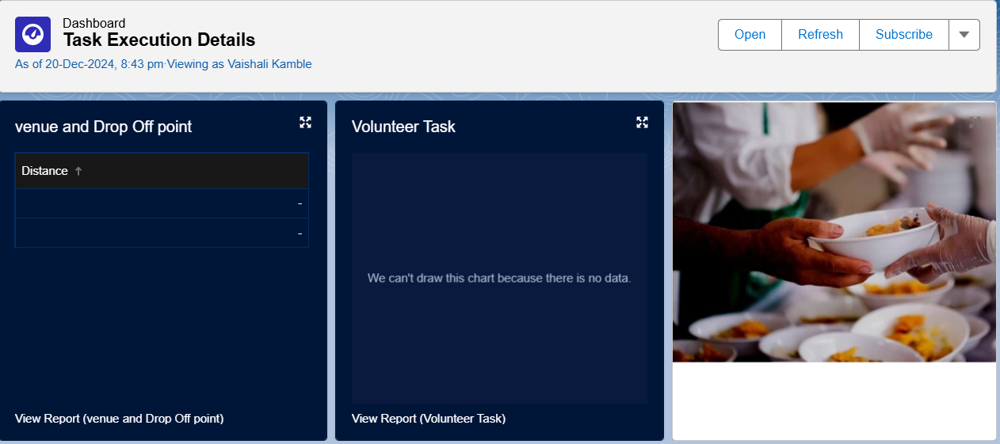 Dashboard
Task Execution Details
As of 20-Dec-2024, 8:43 pm·Viewing as Vaishali Kamble
Open
Refresh
Subscribe
venue and Drop Off point
Distance ↑
-
-
View Report (venue and Drop Off point)
Volunteer Task
We can't draw this chart because there is no data.
View Report (Volunteer Task)